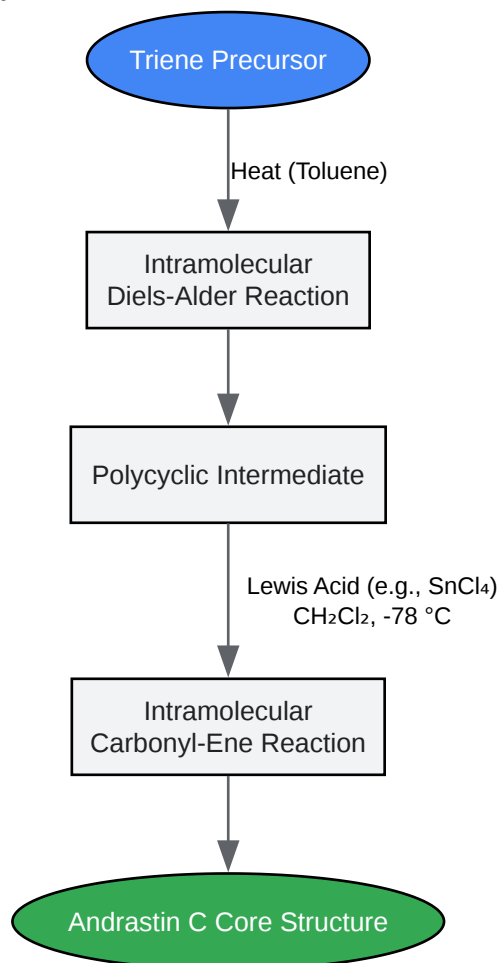 Triene Precursor
Heat (Toluene)
Intramolecular
Diels-Alder Reaction
Polycyclic Intermediate
Lewis Acid (e.g., SnCl₄)
CH₂Cl₂, -78 °C
Intramolecular
Carbonyl-Ene Reaction
Andrastin C Core Structure